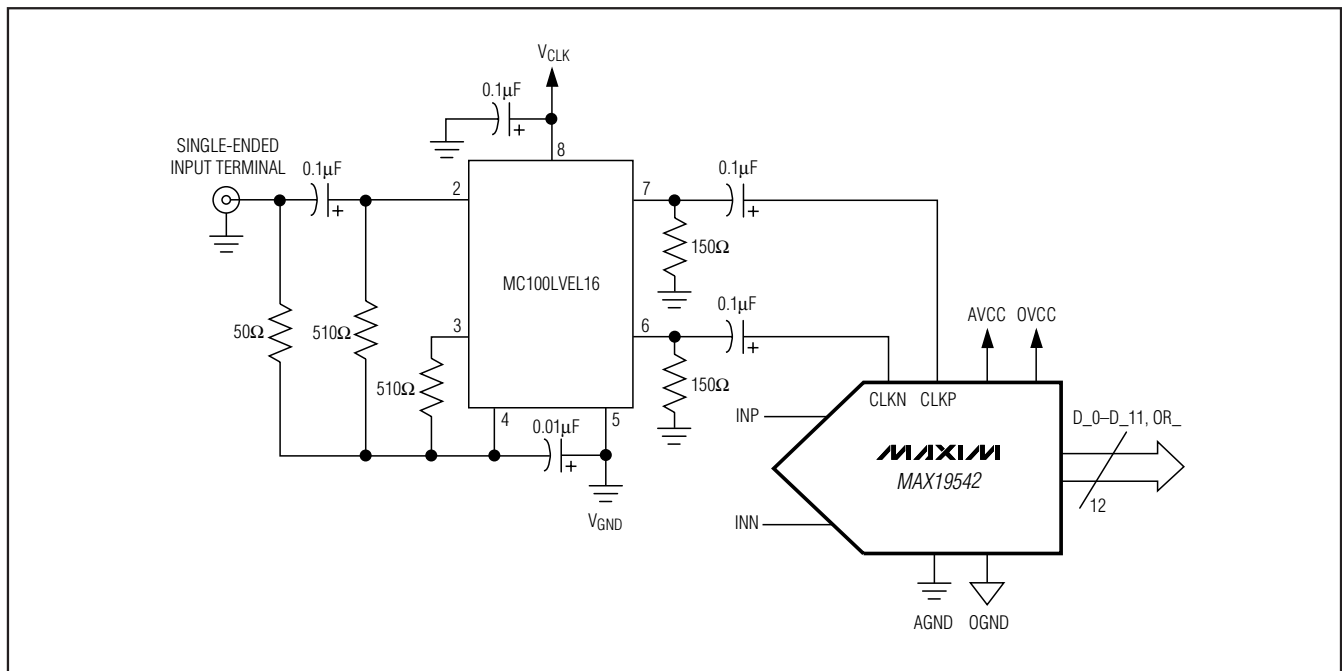 VCLK
0.1µF
SINGLE-ENDED
INPUT TERMINAL
0.1µF
8
2
7
0.1µF
150Ω
MC100LVEL16
50Ω
510Ω
3
6
0.1µF
510Ω
150Ω
4
0.01µF
5
VGND
AVCC OVCC
CLKN CLKP
INP
D_0–D_11, OR_
MAXIM
MAX19542
12
INN
AGND OGND